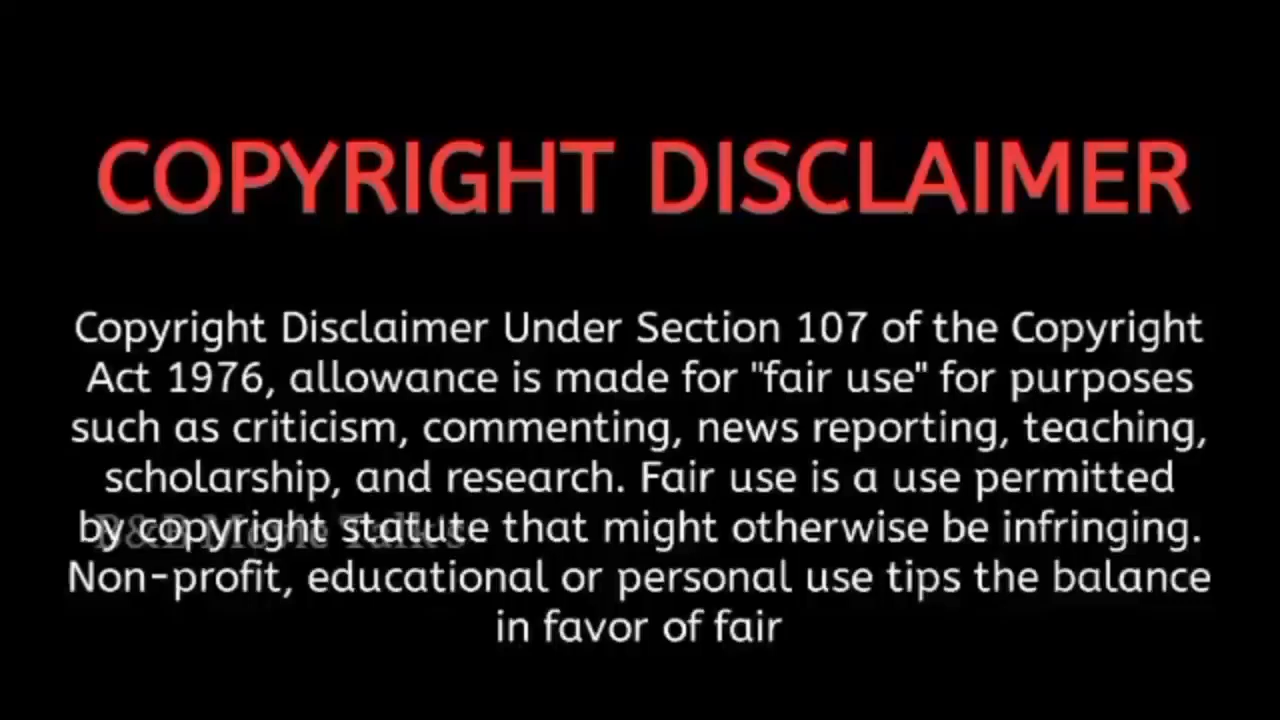 COPYRIGHT DISCLAIMER
Copyright Disclaimer Under Section 107 of the Copyright
Act 1976, allowance is made for "fair use" for purposes
such as criticism, commenting, news reporting, teaching,
scholarship, and research. Fair use is a use permitted
by copyright statute that might otherwise be infringing.
Non-profit, educational or personal use tips the balance
in favor of fair
Movie